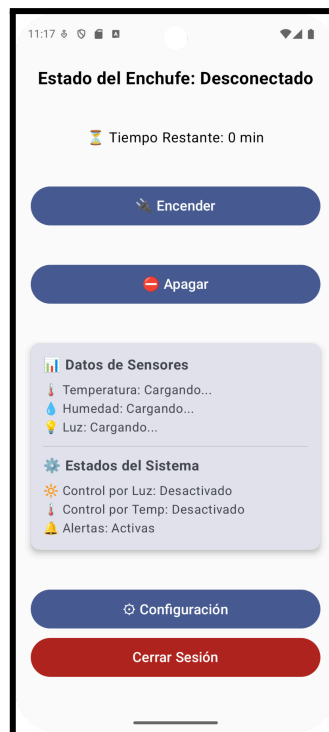 11:17
Estado del Enchufe: Desconectado
⏳ Tiempo Restante: 0 min
🔌 Encender
⛔ Apagar
📊 Datos de Sensores
🌡️ Temperatura: Cargando...
💧 Humedad: Cargando...
💡 Luz: Cargando...
⚙️ Estados del Sistema
🔆 Control por Luz: Desactivado
🌡️ Control por Temp: Desactivado
🔔 Alertas: Activas
⚙ Configuración
Cerrar Sesión